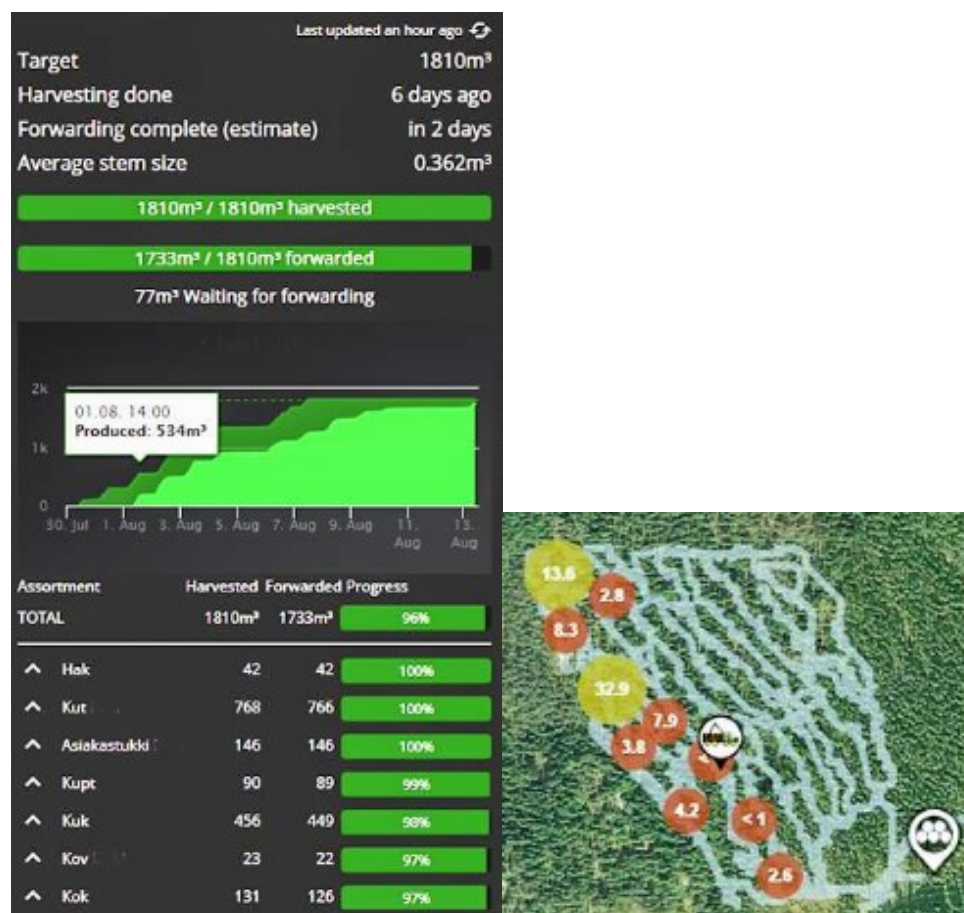 Last updated an hour ago
Target 1810m³
Harvesting done 6 days ago
Forwarding complete (estimate) in 2 days
Average stem size 0.362m³
1810m³ / 1810m³ harvested
1733m³ / 1810m³ forwarded
77m³ Waiting for forwarding
2k
01.08. 14:00
Produced: 534m³
1k
0
30. Jul 1. Aug 3. Aug 5. Aug 7. Aug 9. Aug 11. Aug 13. Aug
Assortment Harvested Forwarded Progress
TOTAL 1810m³ 1733m³ 96%
Hak 42 42 100%
Kut 768 766 100%
Asiakastukki 146 146 100%
Kupt 90 89 99%
Kuk 456 449 98%
Kov 23 22 97%
Kok 131 126 97%
13.6
2.8
8.3
32.9
7.9
3.8
4.2
< 1
2.6